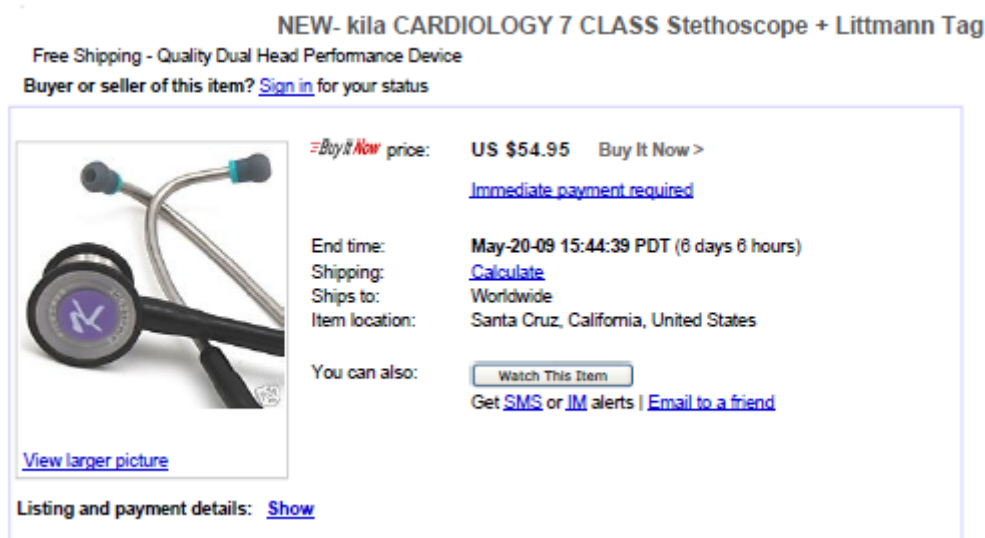 NEW- kila CARDIOLOGY 7 CLASS Stethoscope + Littmann Tag
Free Shipping - Quality Dual Head Performance Device
Buyer or seller of this item? Sign in for your status
=Buy It Now price: US $54.95 Buy It Now >
Immediate payment required
End time: May-20-09 15:44:39 PDT (6 days 6 hours)
Shipping: Calculate
Ships to: Worldwide
Item location: Santa Cruz, California, United States
You can also: Watch This Item
Get SMS or IM alerts | Email to a friend
View larger picture
Listing and payment details: Show